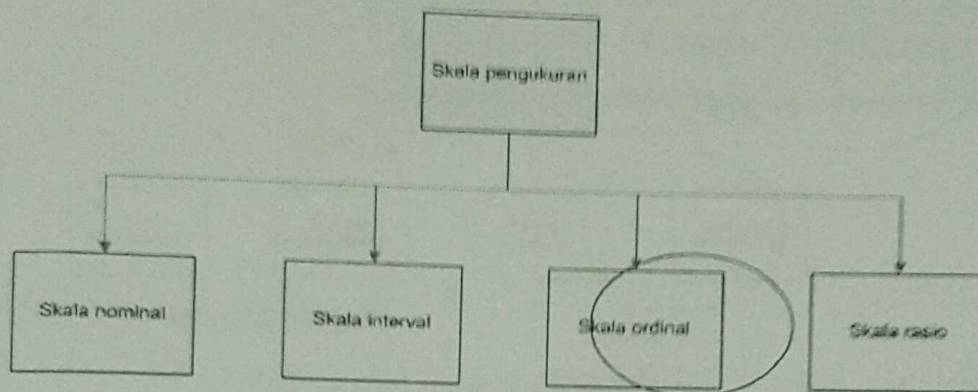 Skala pengukuran
Skala nominal
Skala interval
Skala ordinal
Skala rasio